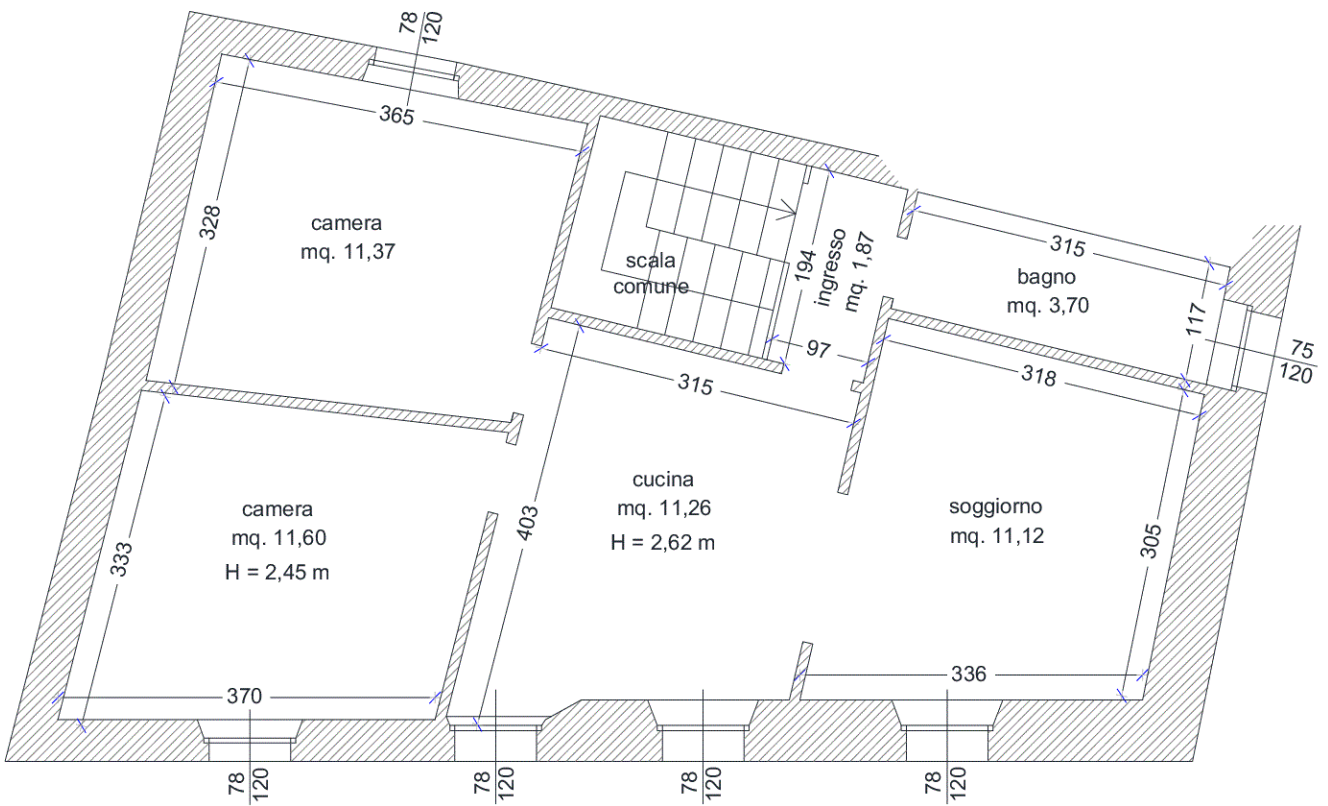 78
120
365
328
camera
mq. 11,37
scala
comune
194
ingresso
mq. 1,87
97
315
bagno
mq. 3,70
117
75
120
315
318
333
camera
mq. 11,60
H = 2,45 m
403
cucina
mq. 11,26
H = 2,62 m
soggiorno
mq. 11,12
305
370
336
78
120
78
120
78
120
78
120